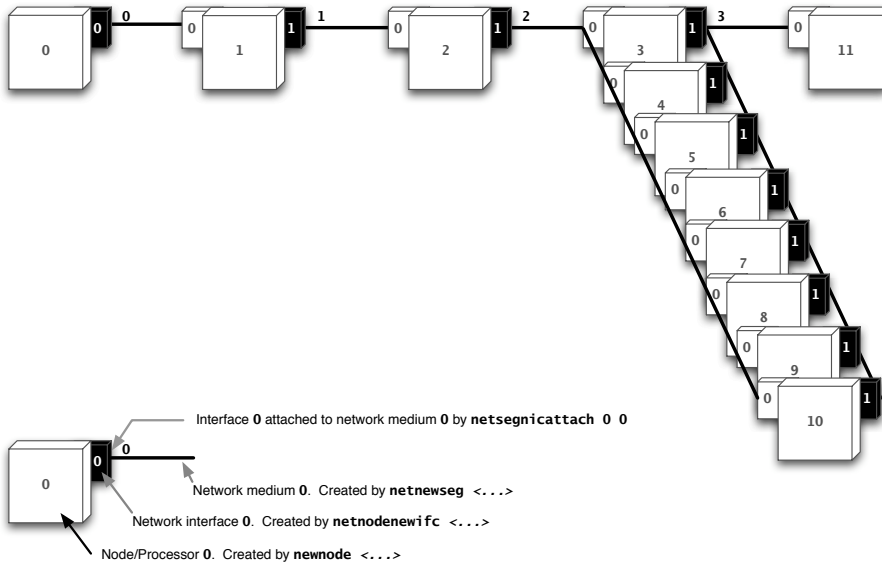 0 0 0 0 1 1 1 0 2 1 2 0 3 1 3 0 11
0 4 1
0 5 1
0 6 1
0 7 1
0 8 1
0 9 1
0 10 1
Interface 0 attached to network medium 0 by netsegnicattach 0 0
0 0 0
Network medium 0. Created by netnewseg <...>
Network interface 0. Created by netnodenewifc <...>
Node/Processor 0. Created by newnode <...>